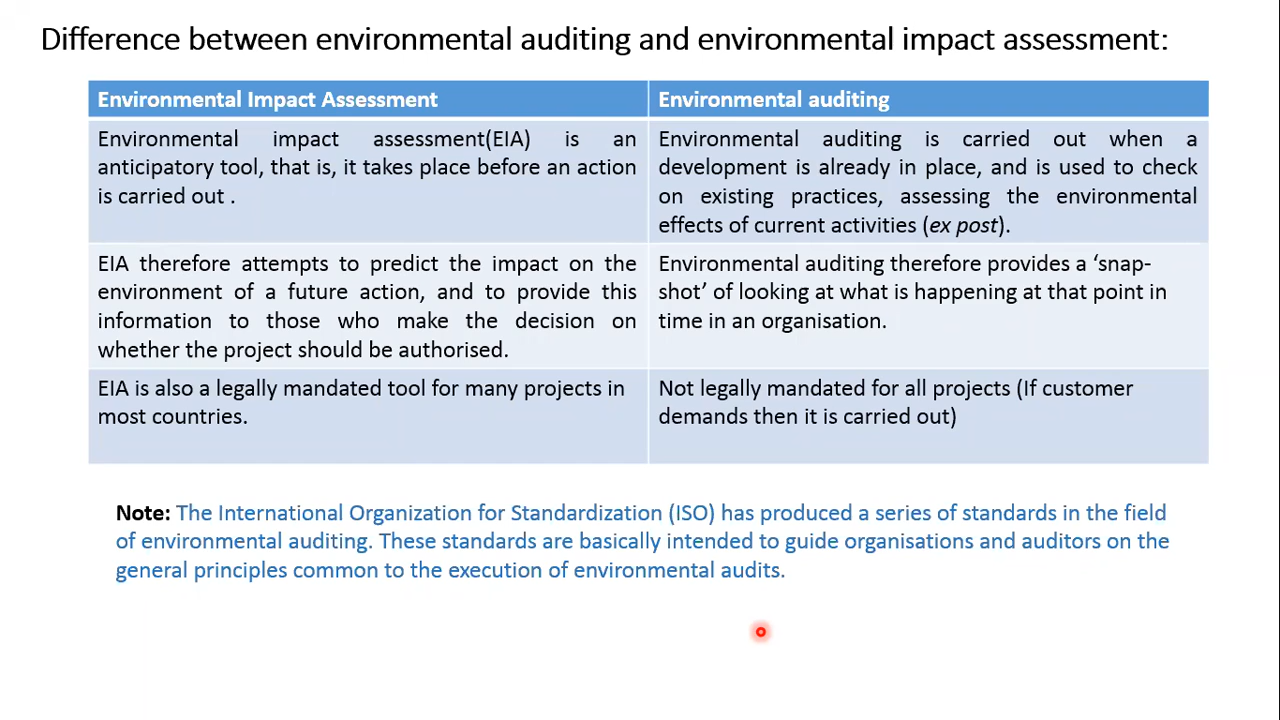 Difference between environmental auditing and environmental impact assessment:
Environmental Impact Assessment
Environmental auditing
Environmental impact assessment(EIA) is an
anticipatory tool, that is, it takes place before an action
is carried out .
Environmental auditing is carried out when a
development is already in place, and is used to check
on existing practices, assessing the environmental
effects of current activities (ex post).
EIA therefore attempts to predict the impact on the
environment of a future action, and to provide this
information to those who make the decision on
whether the project should be authorised.
Environmental auditing therefore provides a ‘snap-
shot’ of looking at what is happening at that point in
time in an organisation.
EIA is also a legally mandated tool for many projects in
most countries.
Not legally mandated for all projects (If customer
demands then it is carried out)
Note: The International Organization for Standardization (ISO) has produced a series of standards in the field
of environmental auditing. These standards are basically intended to guide organisations and auditors on the
general principles common to the execution of environmental audits.